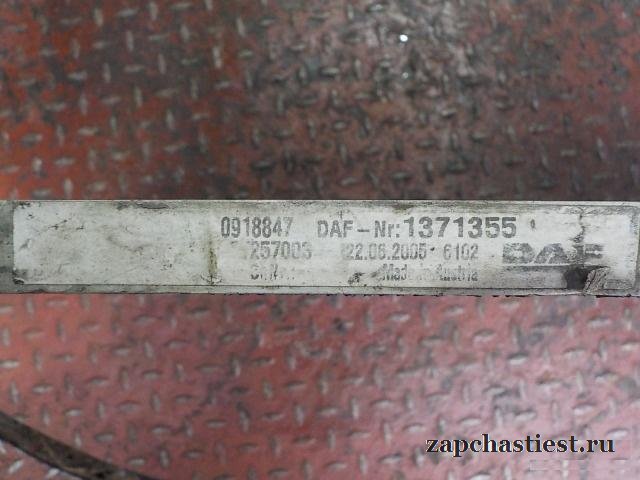 0918847 DAF-Nr: 1371355
257003 22.06.2005 6102 DAF
Made in Austria
zapchastiest.ru